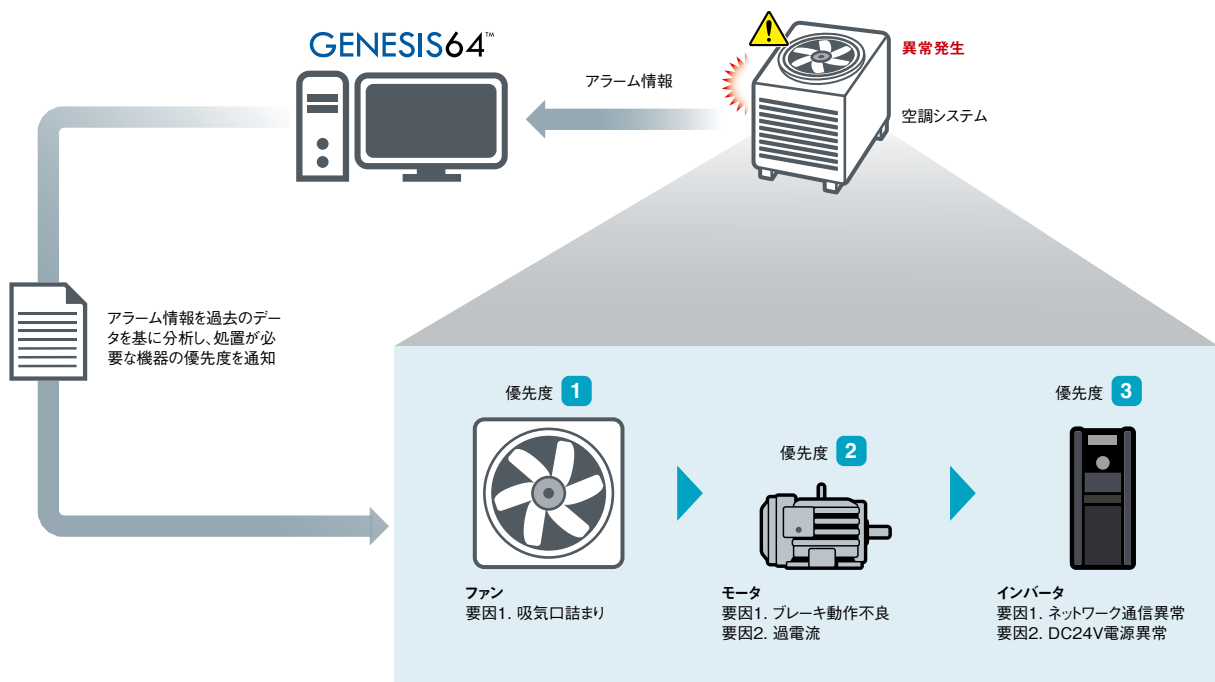 GENESIS64™
アラーム情報
異常発生
空調システム
アラーム情報を過去のデー
タを基に分析し、処置が必
要な機器の優先度を通知
優先度 1
優先度 2
優先度 3
ファン
要因1. 吸気口詰まり
モータ
要因1. ブレーキ動作不良
要因2. 過電流
インバータ
要因1. ネットワーク通信異常
要因2. DC24V電源異常